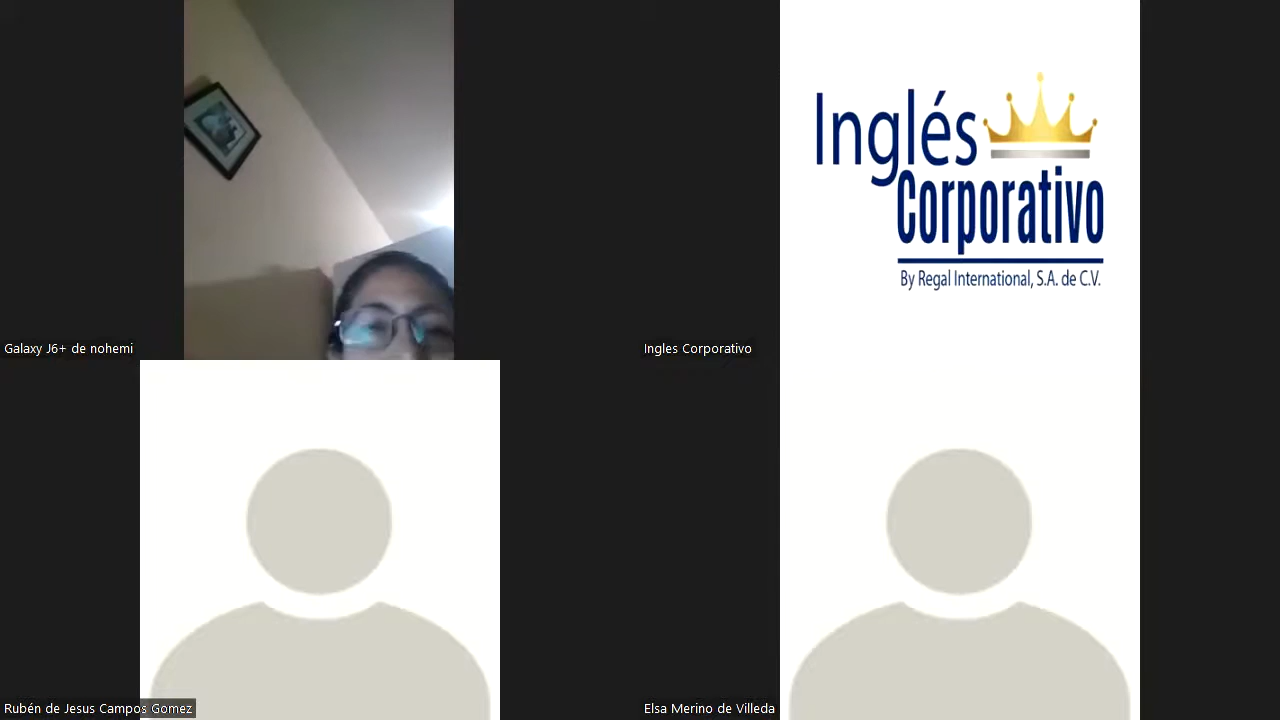 Inglés
Corporativo
By Regal International, S.A. de C.V.
Galaxy J6+ de nohemi
Ingles Corporativo
Rubén de Jesus Campos Gomez
Elsa Merino de Villeda